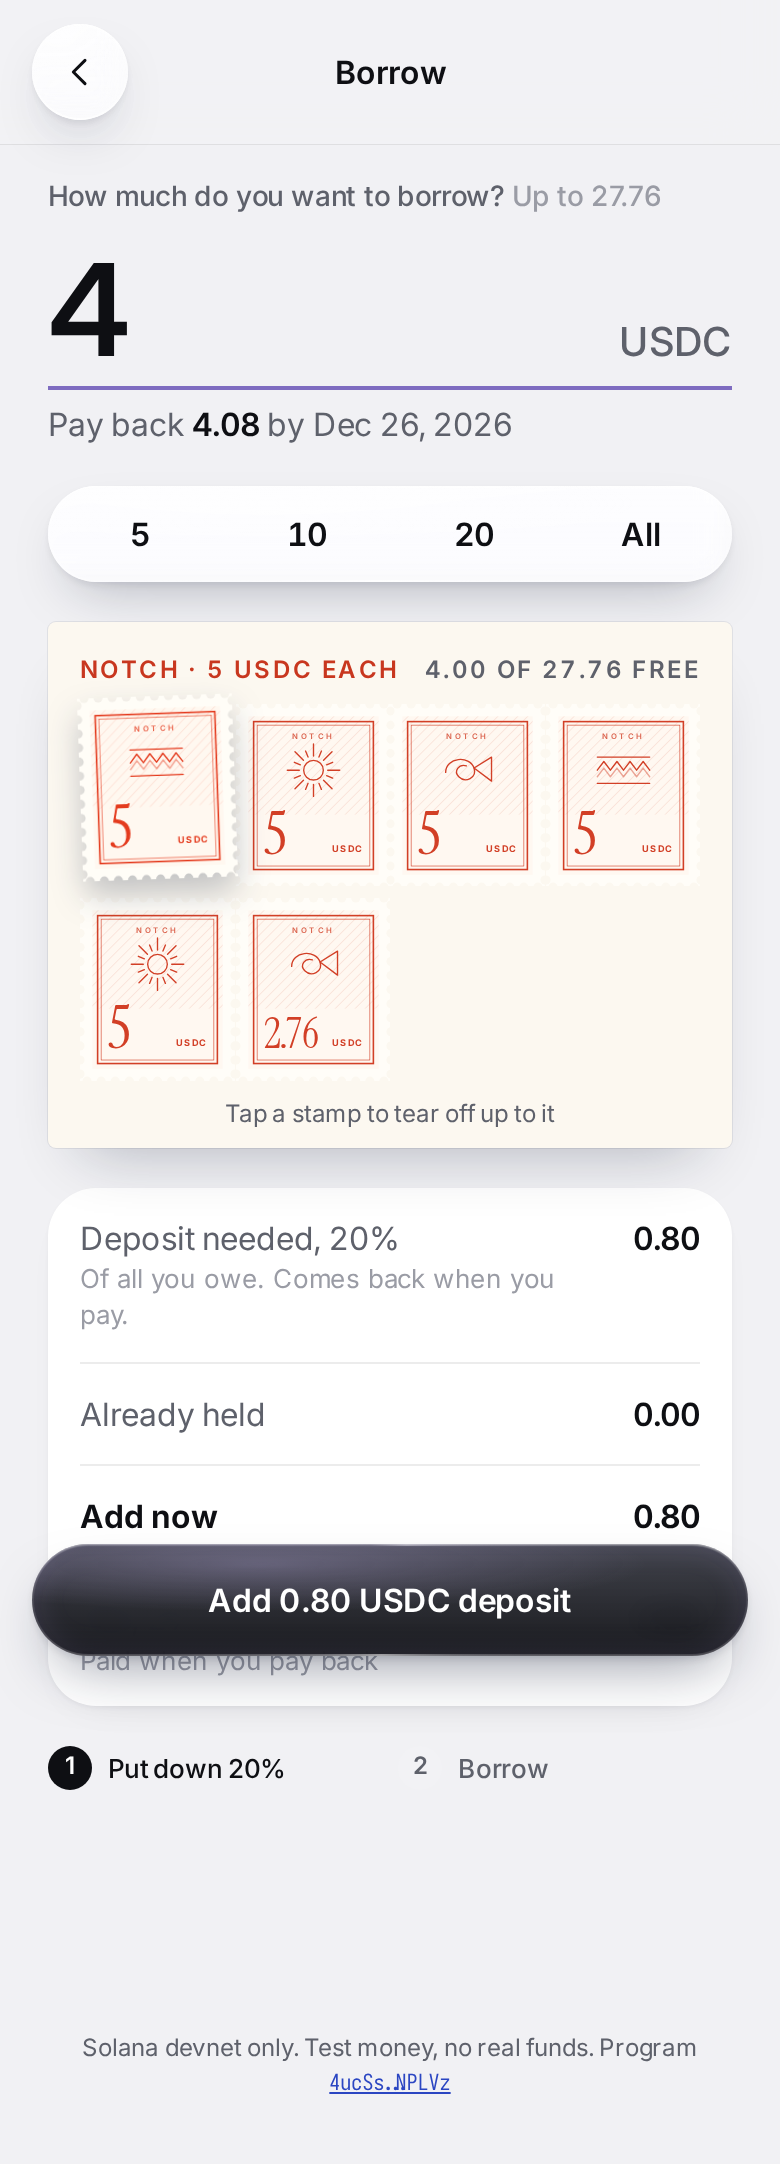 Borrow
How much do you want to borrow? Up to 27.76
4 USDC
Pay back 4.08 by Dec 26, 2026
5 10 20 All
NOTCH · 5 USDC EACH 4.00 OF 27.76 FREE
NOTCH NOTCH NOTCH NOTCH
5 USDC 5 USDC 5 USDC 5 USDC
NOTCH NOTCH
5 USDC 2.76 USDC
Tap a stamp to tear off up to it
Deposit needed, 20% 0.80
Of all you owe. Comes back when you
pay.
Already held 0.00
Add now 0.80
Add 0.80 USDC deposit
Paid when you pay back
1 Put down 20% 2 Borrow
Solana devnet only. Test money, no real funds. Program
4ucSs…NPLVz